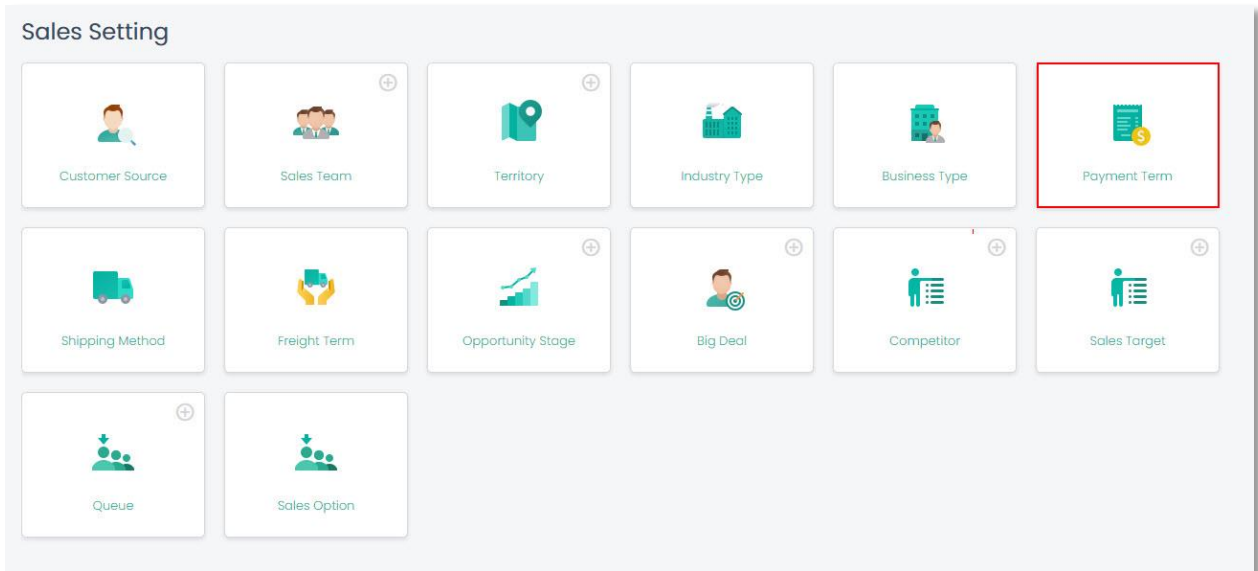 Sales Setting
Customer Source
Sales Team
Territory
Industry Type
Business Type
Payment Term
Shipping Method
Freight Term
Opportunity Stage
Big Deal
Competitor
Sales Target
Queue
Sales Option